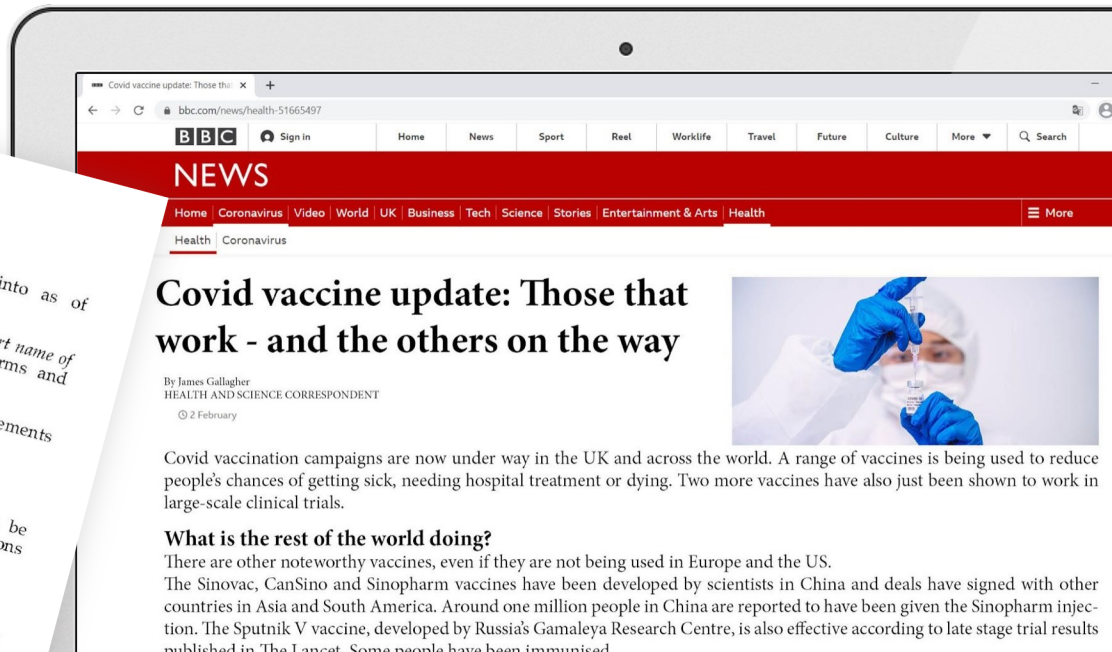 Covid vaccine update: Those tha
bbc.com/news/health-51665497
BBC Sign in Home News Sport Reel Worklife Travel Future Culture More Search
NEWS
Home Coronavirus Video World UK Business Tech Science Stories Entertainment & Arts Health More
Health Coronavirus
into as of
rt name of
rms and
ements
be
ons
Covid vaccine update: Those that
work - and the others on the way
By James Gallagher
HEALTH AND SCIENCE CORRESPONDENT
2 February
Covid vaccination campaigns are now under way in the UK and across the world. A range of vaccines is being used to reduce
people's chances of getting sick, needing hospital treatment or dying. Two more vaccines have also just been shown to work in
large-scale clinical trials.
What is the rest of the world doing?
There are other noteworthy vaccines, even if they are not being used in Europe and the US.
The Sinovac, CanSino and Sinopharm vaccines have been developed by scientists in China and deals have signed with other
countries in Asia and South America. Around one million people in China are reported to have been given the Sinopharm injec-
tion. The Sputnik V vaccine, developed by Russia's Gamaleya Research Centre, is also effective according to late stage trial results
published in The Lancet. Some people have been immunised.